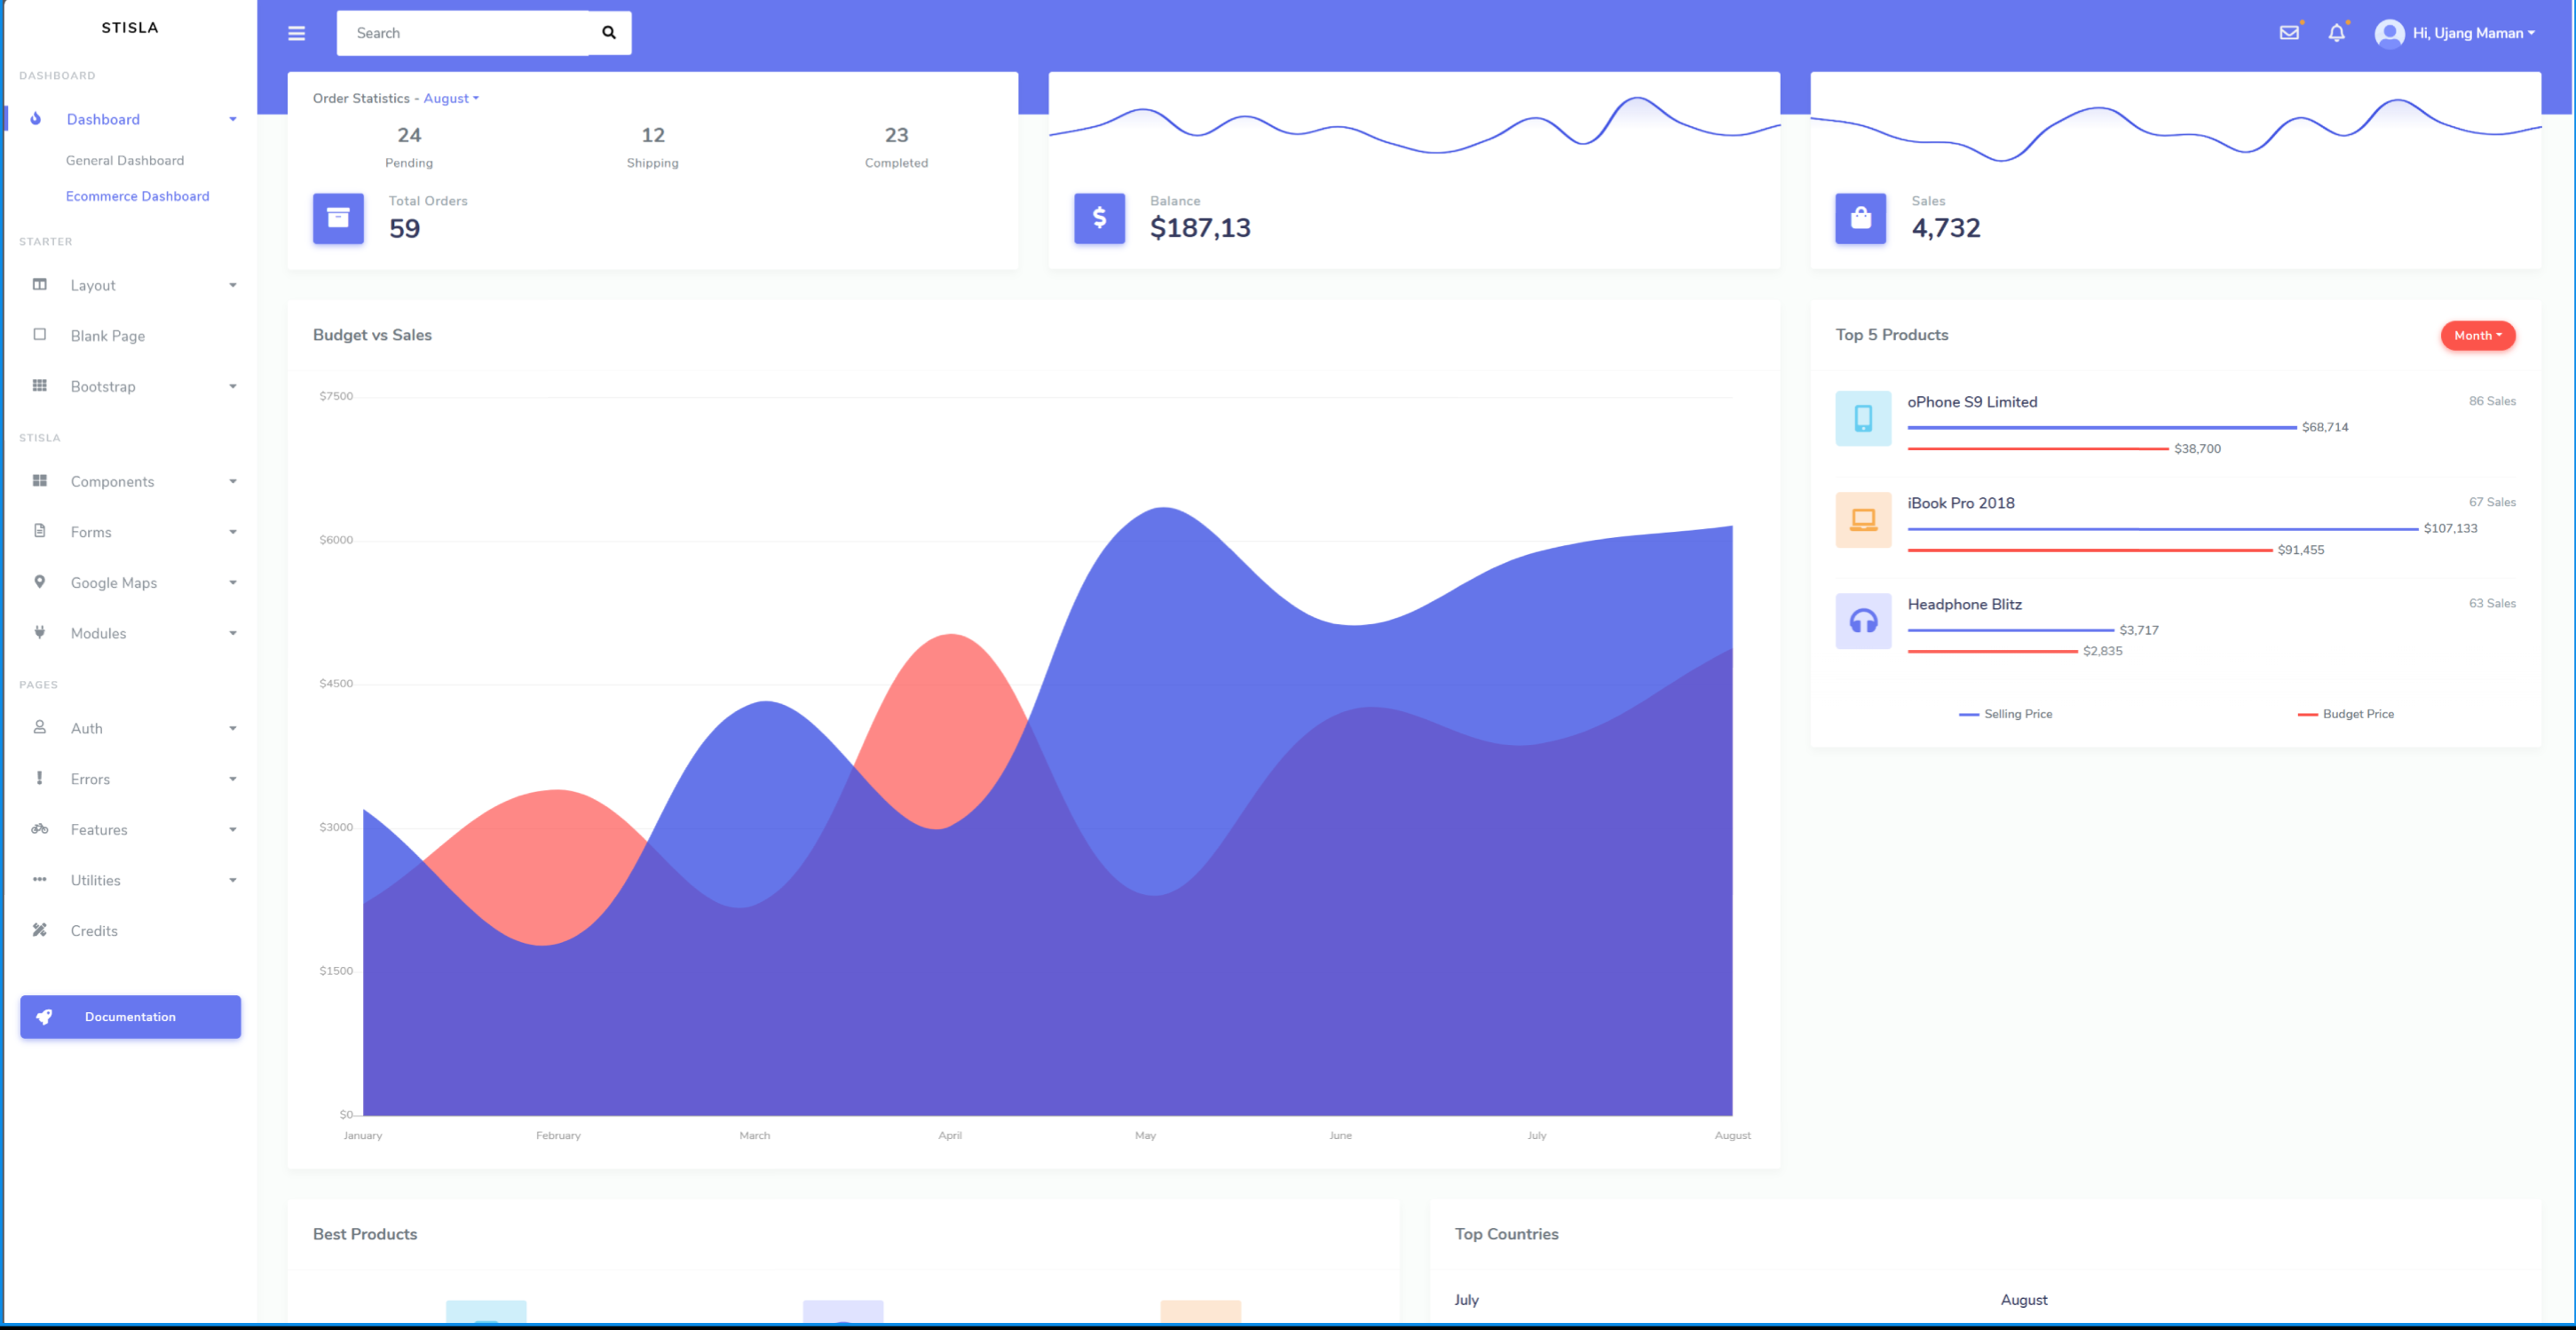 STISLA
Search
Hi, Ujang Maman
DASHBOARD
Dashboard
General Dashboard
Ecommerce Dashboard
STARTER
Layout
Blank Page
Bootstrap
STISLA
Components
Forms
Google Maps
Modules
PAGES
Auth
Errors
Features
Utilities
Credits
Documentation
Order Statistics - August
24 12 23
Pending Shipping Completed
Total Orders
59
Balance
$187,13
Sales
4,732
Budget vs Sales
$7500
$6000
$4500
$3000
$1500
$0
January February March April May June July August
Top 5 Products
Month
oPhone S9 Limited 86 Sales
$68,714
$38,700
iBook Pro 2018 67 Sales
$107,133
$91,455
Headphone Blitz 63 Sales
$3,717
$2,835
Selling Price Budget Price
Best Products
Top Countries
July August